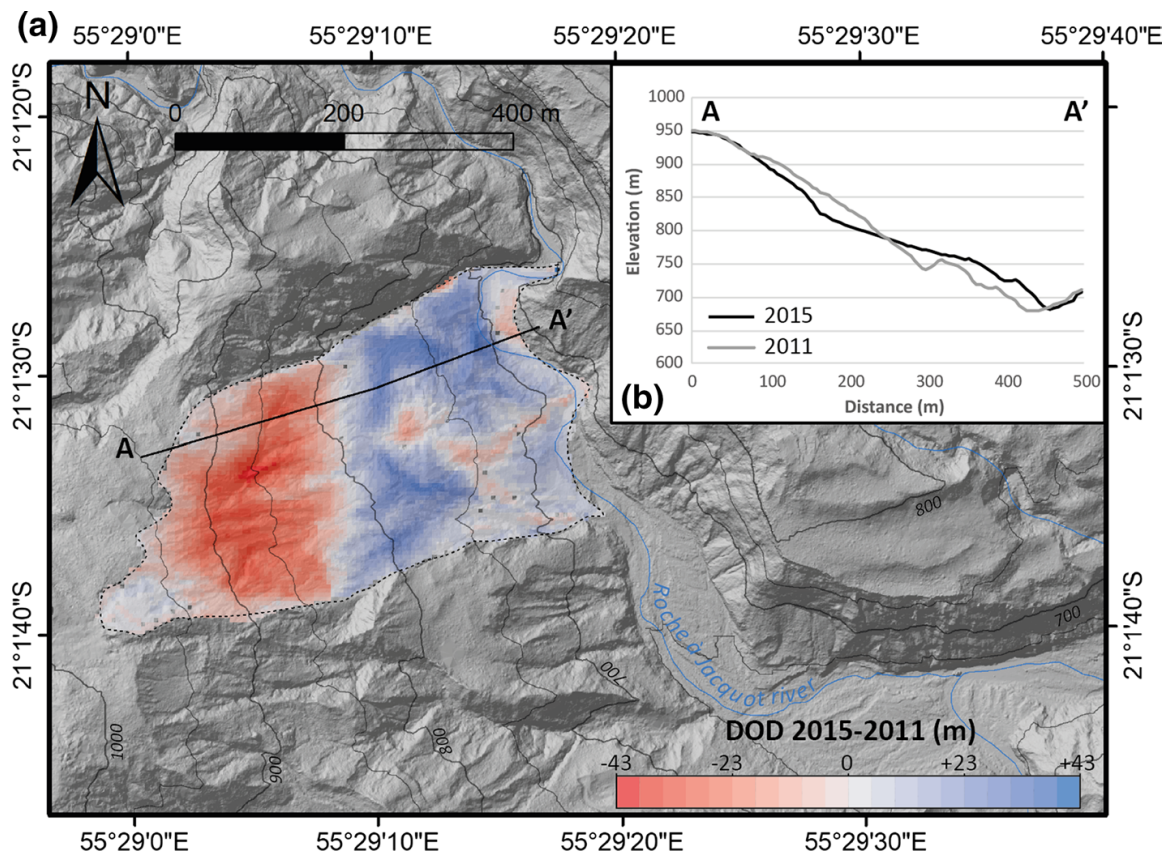 (a)
55°29'0"E 55°29'10"E 55°29'20"E 55°29'30"E 55°29'40"E
21°1'20"S
N
0 200 400 m
A
A'
21°1'30"S
21°1'40"S
1000
950
900
850
800
750
700
650
600
Elevation (m)
A A'
2015
2011
0 100 200 300 400 500
Distance (m)
(b)
21°1'30"S
21°1'40"S
800
700
Roche à Jacquot river
700
1000
900
800
DOD 2015-2011 (m)
-43 -23 0 +23 +43
55°29'0"E 55°29'10"E 55°29'20"E 55°29'30"E